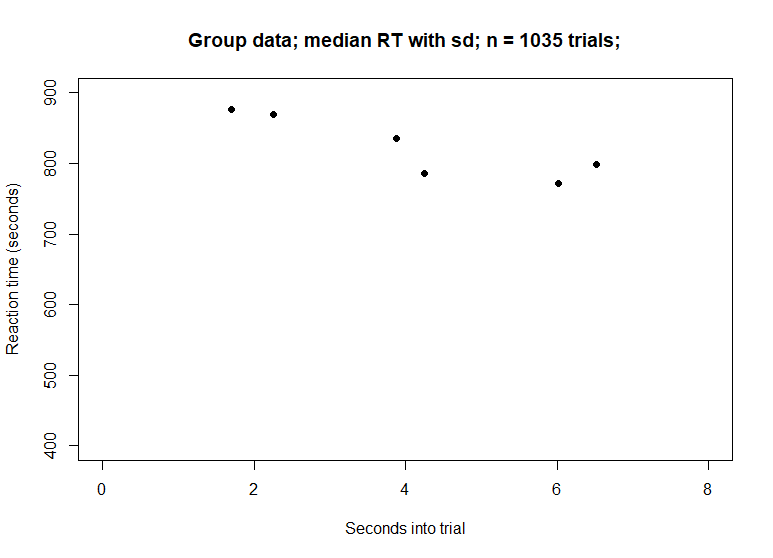 Group data; median RT with sd; n = 1035 trials;
Reaction time (seconds)
900
800
700
600
500
400
0 2 4 6 8
Seconds into trial